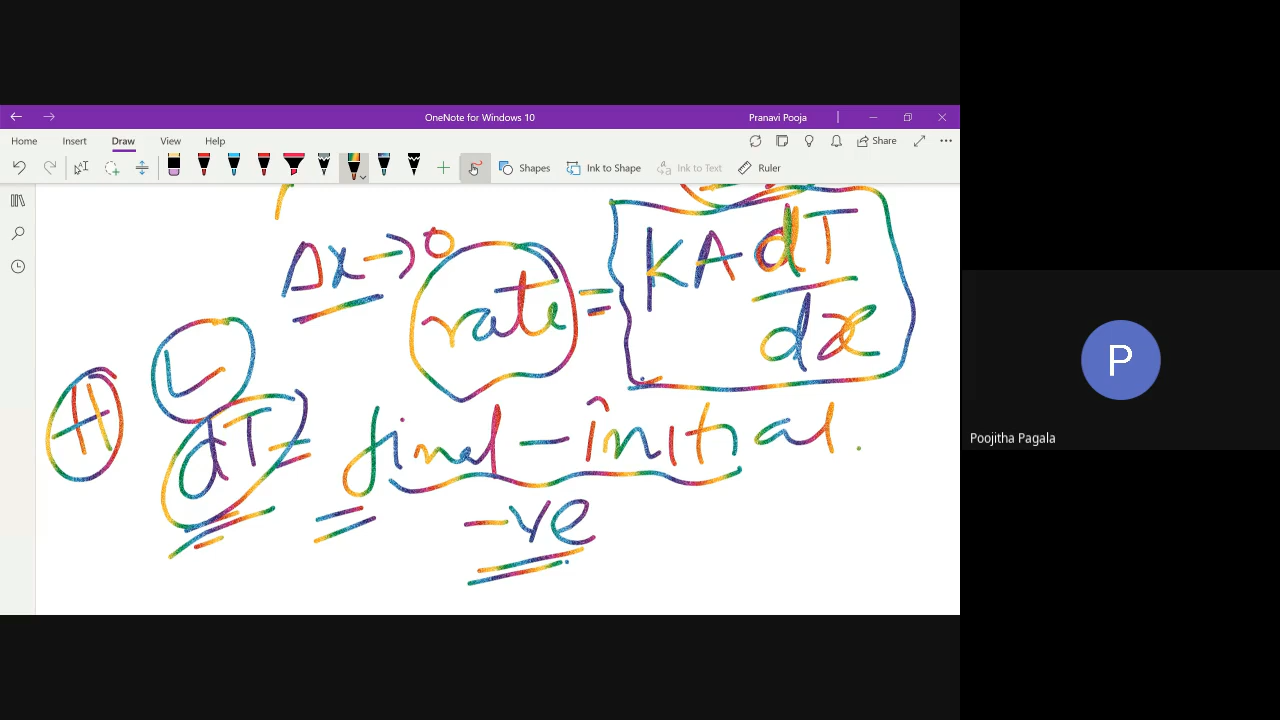 OneNote for Windows 10
Pranavi Pooja
Home Insert Draw View Help
Share
Shapes Ink to Shape Ink to Text Ruler
Δx→0
rate = KA dT
dx
H L
dT = final - initial.
-ve
P
Poojitha Pagala